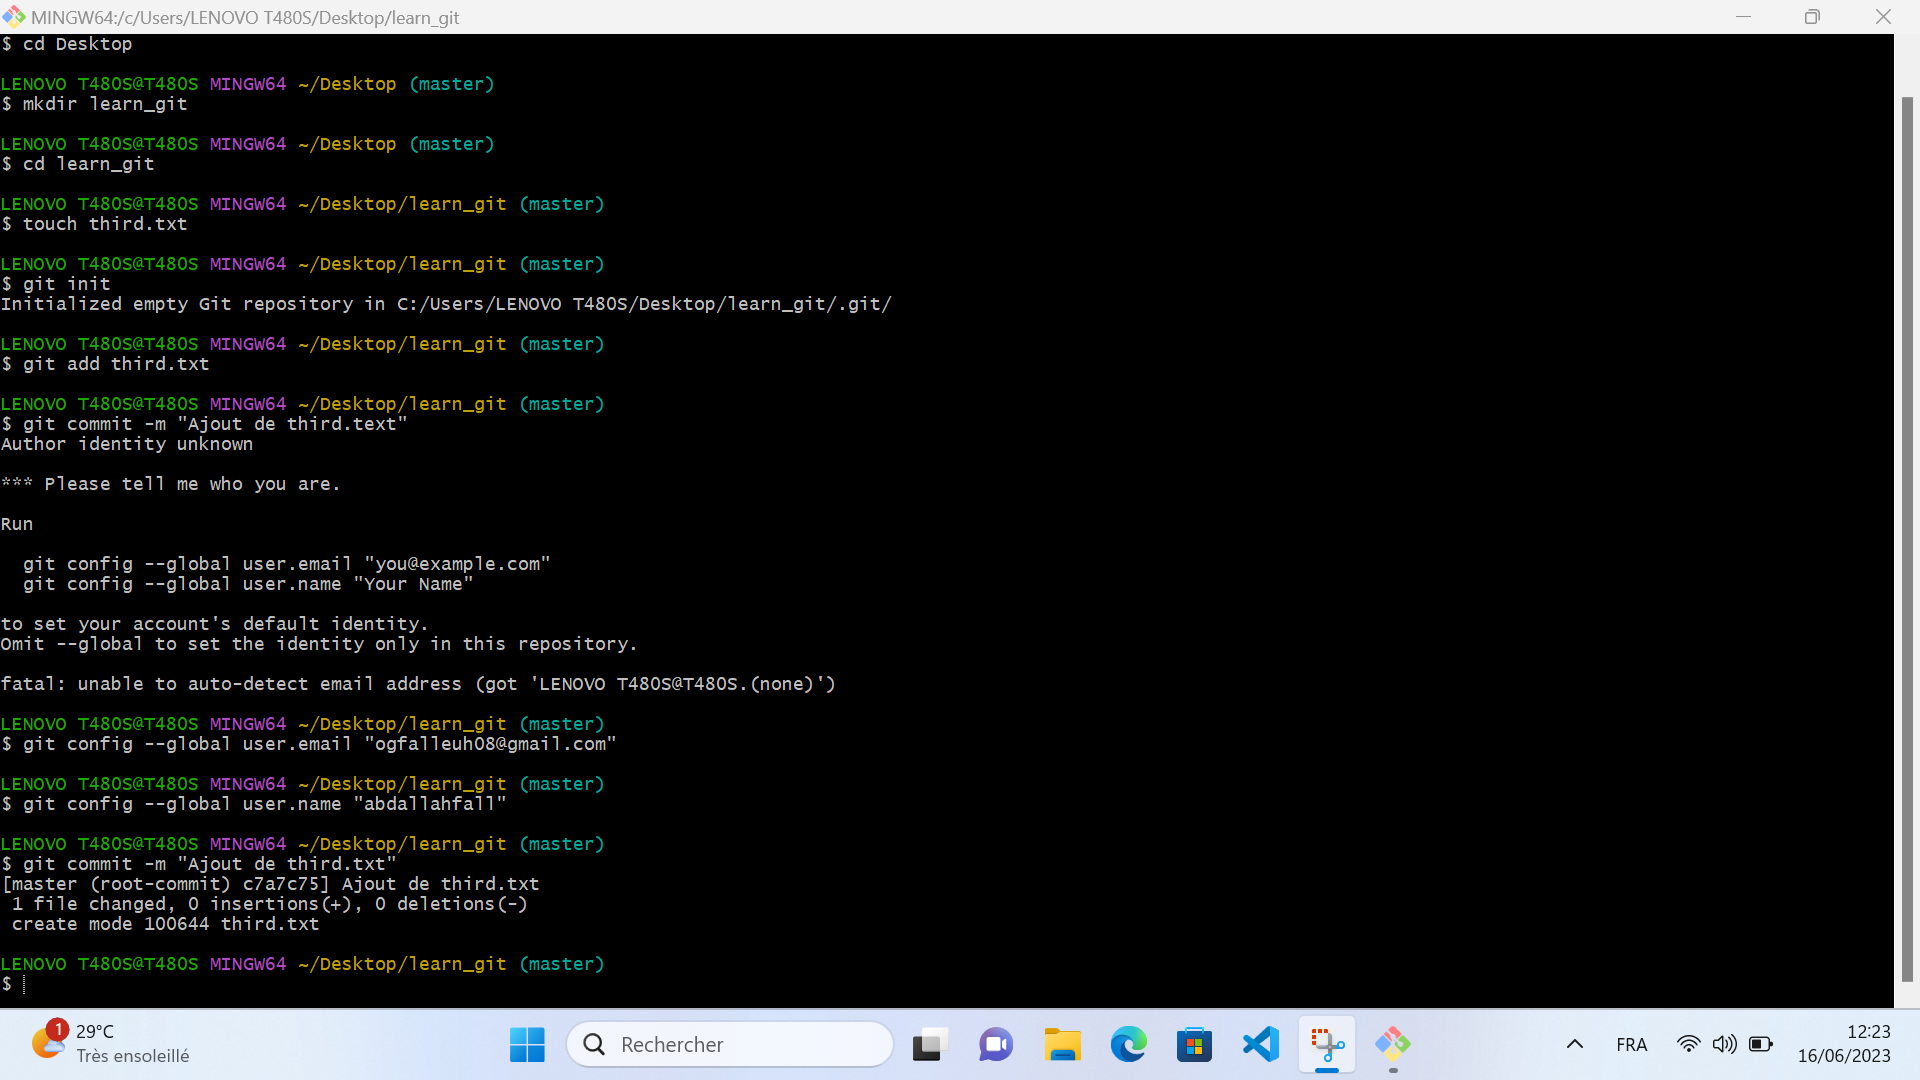 MINGW64:/c/Users/LENOVO T480S/Desktop/learn_git
$ cd Desktop
LENOVO T480S@T480S MINGW64 ~/Desktop (master)
$ mkdir learn_git
LENOVO T480S@T480S MINGW64 ~/Desktop (master)
$ cd learn_git
LENOVO T480S@T480S MINGW64 ~/Desktop/learn_git (master)
$ touch third.txt
LENOVO T480S@T480S MINGW64 ~/Desktop/learn_git (master)
$ git init
Initialized empty Git repository in C:/Users/LENOVO T480S/Desktop/learn_git/.git/
LENOVO T480S@T480S MINGW64 ~/Desktop/learn_git (master)
$ git add third.txt
LENOVO T480S@T480S MINGW64 ~/Desktop/learn_git (master)
$ git commit -m "Ajout de third.text"
Author identity unknown
*** Please tell me who you are.
Run
git config --global user.email "you@example.com"
git config --global user.name "Your Name"
to set your account's default identity.
Omit --global to set the identity only in this repository.
fatal: unable to auto-detect email address (got 'LENOVO T480S@T480S.(none)')
LENOVO T480S@T480S MINGW64 ~/Desktop/learn_git (master)
$ git config --global user.email "ogfalleuh08@gmail.com"
LENOVO T480S@T480S MINGW64 ~/Desktop/learn_git (master)
$ git config --global user.name "abdallahfall"
LENOVO T480S@T480S MINGW64 ~/Desktop/learn_git (master)
$ git commit -m "Ajout de third.txt"
[master (root-commit) c7a7c75] Ajout de third.txt
1 file changed, 0 insertions(+), 0 deletions(-)
create mode 100644 third.txt
LENOVO T480S@T480S MINGW64 ~/Desktop/learn_git (master)
$
1
29°C
Très ensoleillé
Rechercher
FRA
12:23
16/06/2023